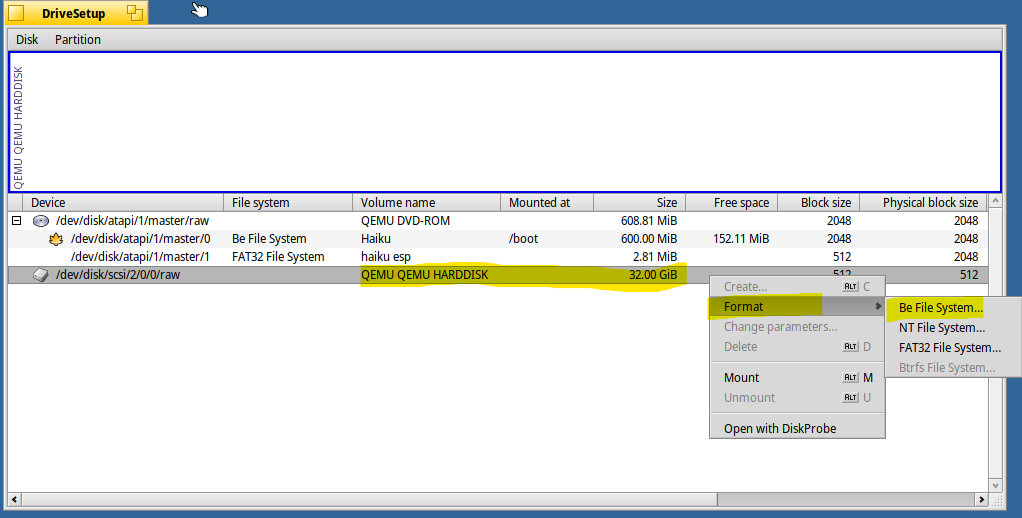 DriveSetup
Disk Partition
QEMU QEMU HARDDISK
Device File system Volume name Mounted at Size Free space Block size Physical block size
/dev/disk/atapi/1/master/raw QEMU DVD-ROM 608.81 MiB 2048 2048
/dev/disk/atapi/1/master/0 Be File System Haiku /boot 600.00 MiB 152.11 MiB 2048 2048
/dev/disk/atapi/1/master/1 FAT32 File System haiku esp 2.81 MiB 2048 2048
/dev/disk/scsi/2/0/0/raw QEMU QEMU HARDDISK 32.00 GiB 512 512
Create... ALT C
Format
Change parameters...
Delete ALT D
Mount ALT M
Unmount ALT U
Open with DiskProbe
Be File System...
NT File System...
FAT32 File System...
Btrfs File System...